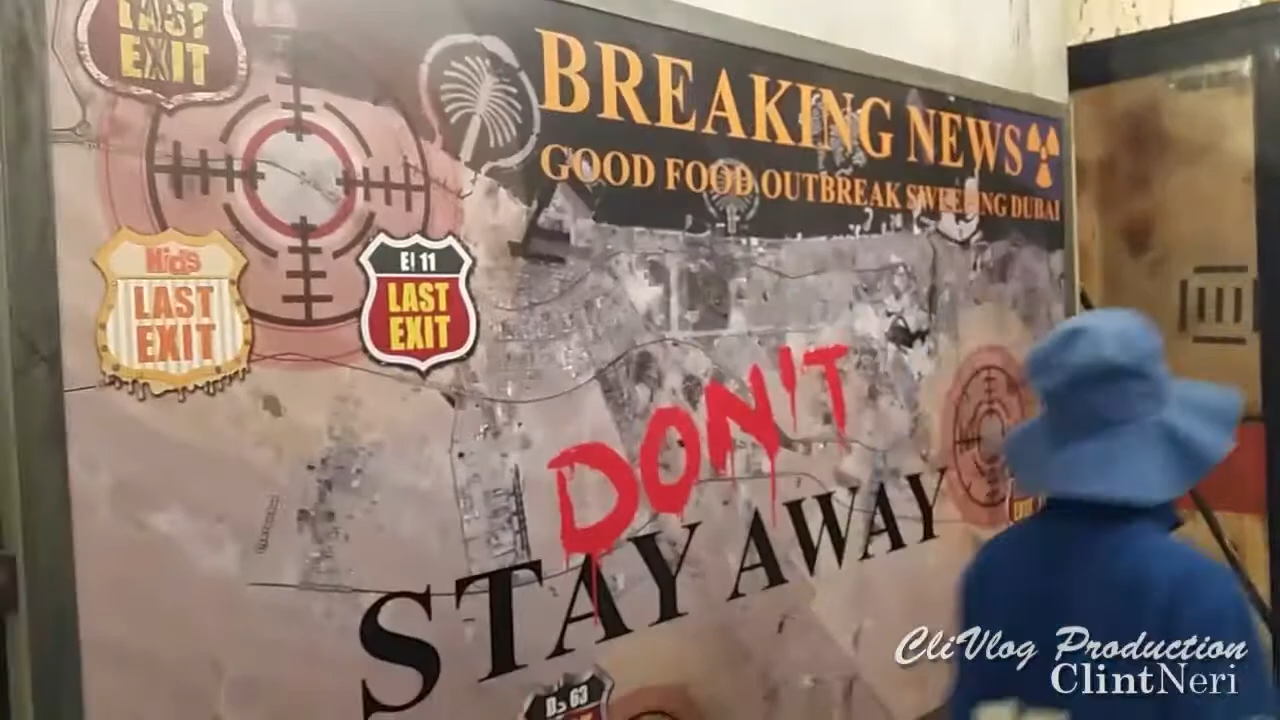 LAST
EXIT
BREAKING NEWS
GOOD FOOD OUTBREAK SWEEPING DUBAI
Kids
LAST
EXIT
E 11
LAST
EXIT
DON'T
STAY AWAY
CliVlog Production
ClintNeri